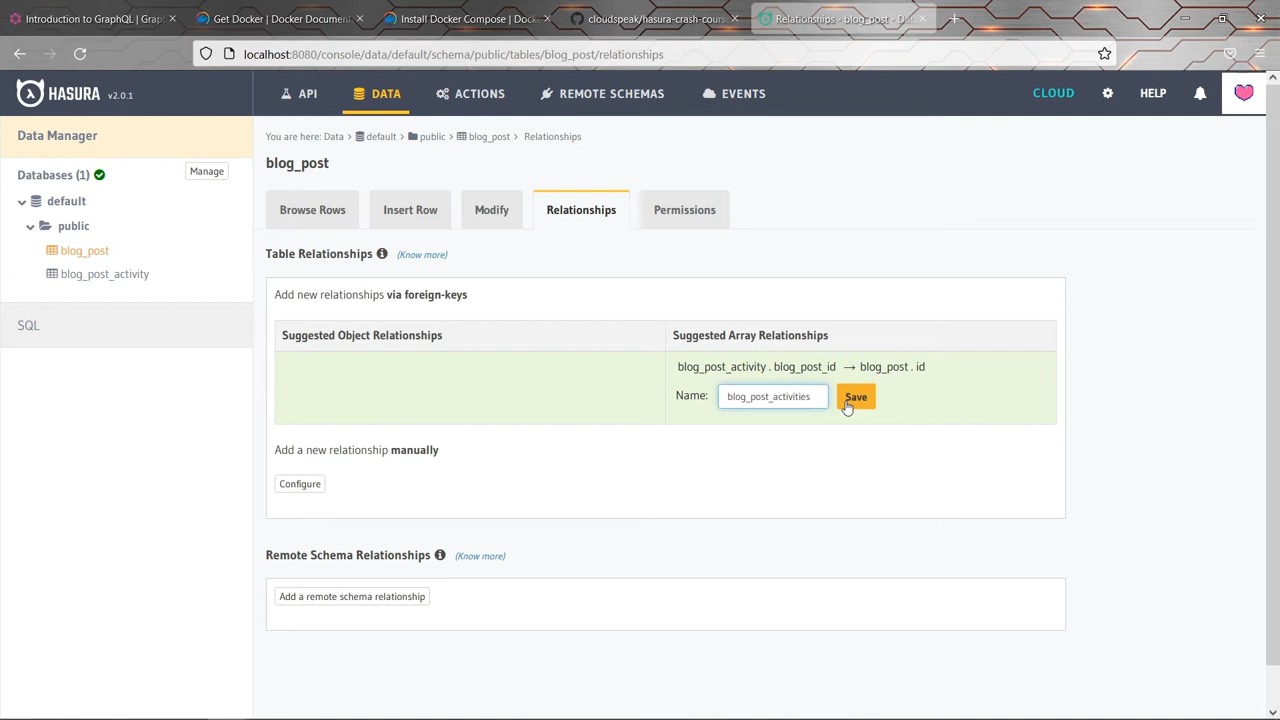 Introduction to GraphQL | Grap
Get Docker | Docker Documen
Install Docker Compose | Dock
cloudspeak/hasura-crash-cours
Relationships - blog_post - Da
localhost:8080/console/data/default/schema/public/tables/blog_post/relationships
HASURA v2.0.1
API
DATA
ACTIONS
REMOTE SCHEMAS
EVENTS
CLOUD
HELP
Data Manager
Databases (1)
Manage
default
public
blog_post
blog_post_activity
SQL
You are here: Data > default > public > blog_post > Relationships
blog_post
Browse Rows
Insert Row
Modify
Relationships
Permissions
Table Relationships (Know more)
Add new relationships via foreign-keys
Suggested Object Relationships
Suggested Array Relationships
blog_post_activity . blog_post_id → blog_post . id
Name: blog_post_activities Save
Add a new relationship manually
Configure
Remote Schema Relationships (Know more)
Add a remote schema relationship